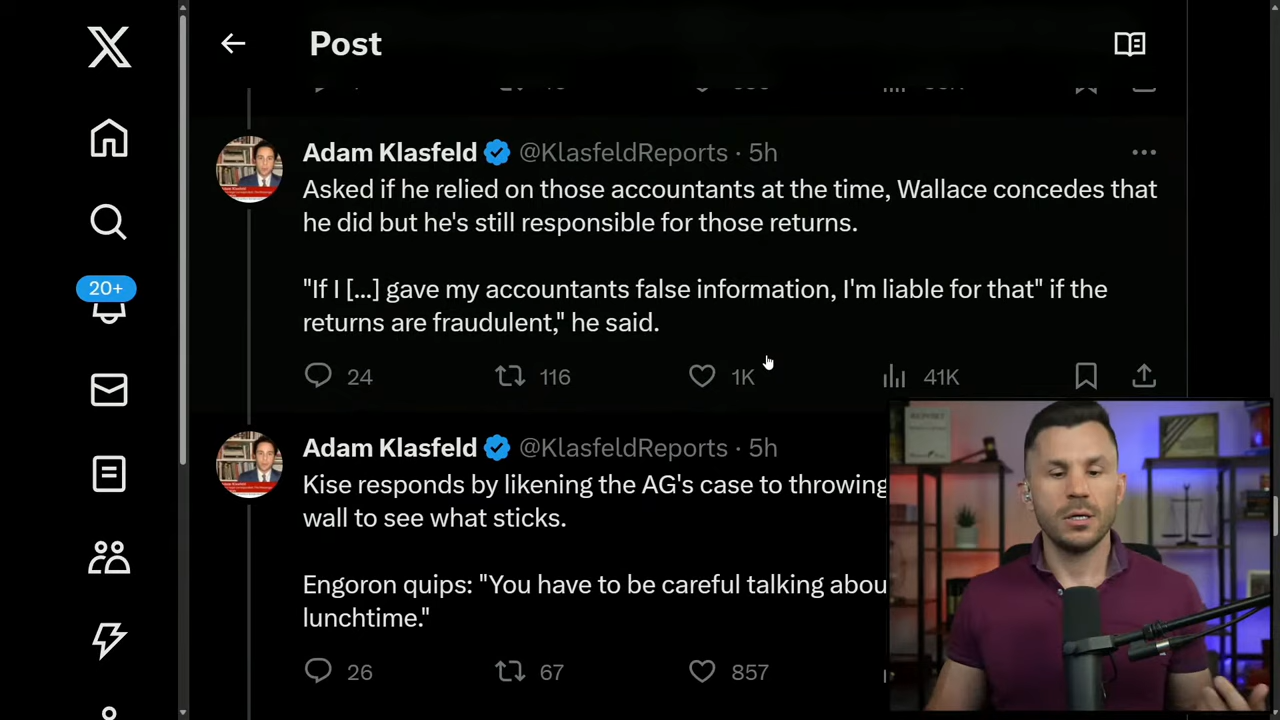 Post
Adam Klasfeld @KlasfeldReports · 5h
Asked if he relied on those accountants at the time, Wallace concedes that
he did but he's still responsible for those returns.
"If I [...] gave my accountants false information, I'm liable for that" if the
returns are fraudulent," he said.
24 116 1K 41K
20+
Adam Klasfeld @KlasfeldReports · 5h
Kise responds by likening the AG's case to throwing
wall to see what sticks.
Engoron quips: "You have to be careful talking
lunchtime."
26 67 857